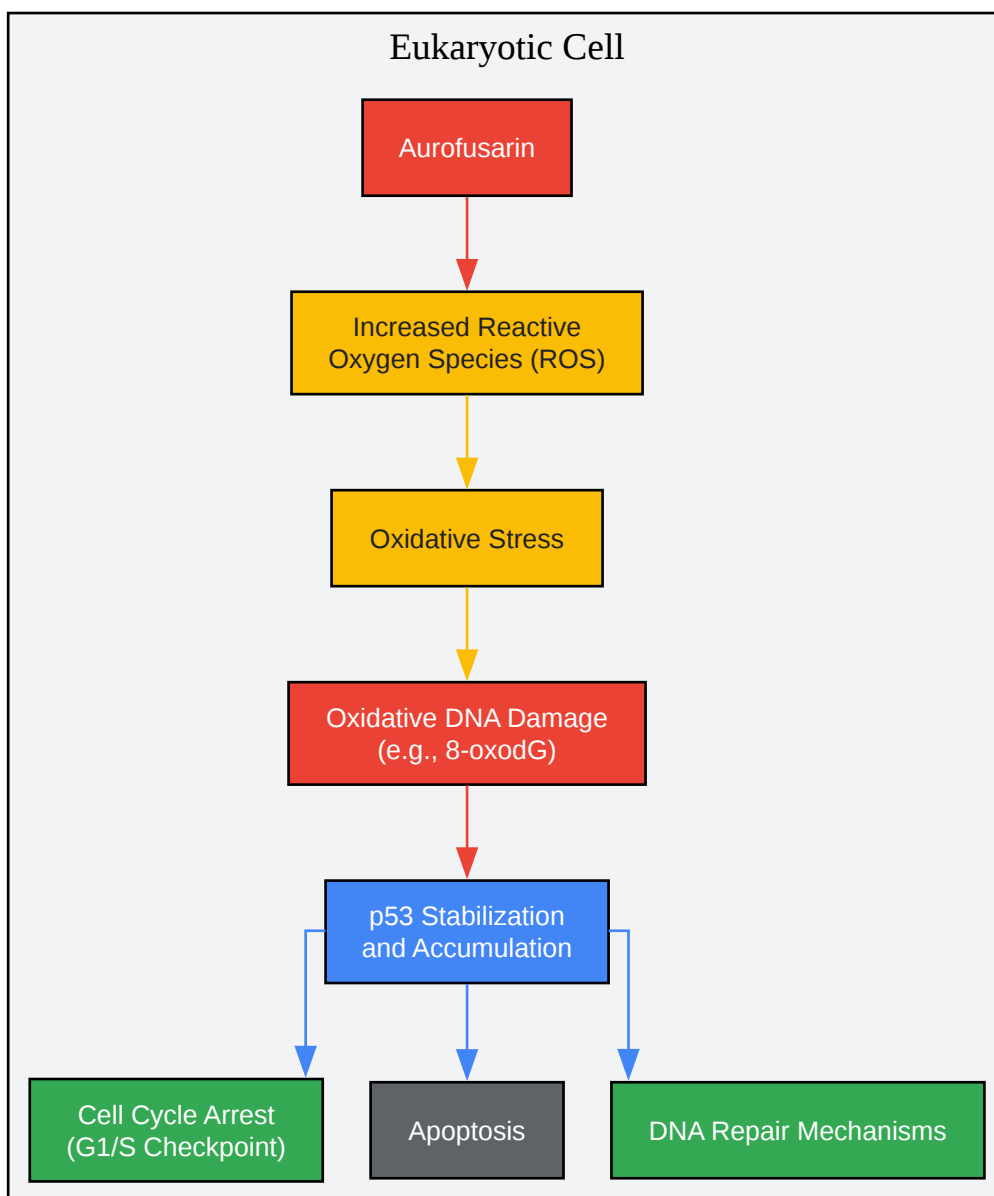 Eukaryotic Cell
Aurofusarin
Increased Reactive
Oxygen Species (ROS)
Oxidative Stress
Oxidative DNA Damage
(e.g., 8-oxodG)
p53 Stabilization
and Accumulation
Cell Cycle Arrest
(G1/S Checkpoint)
Apoptosis
DNA Repair Mechanisms